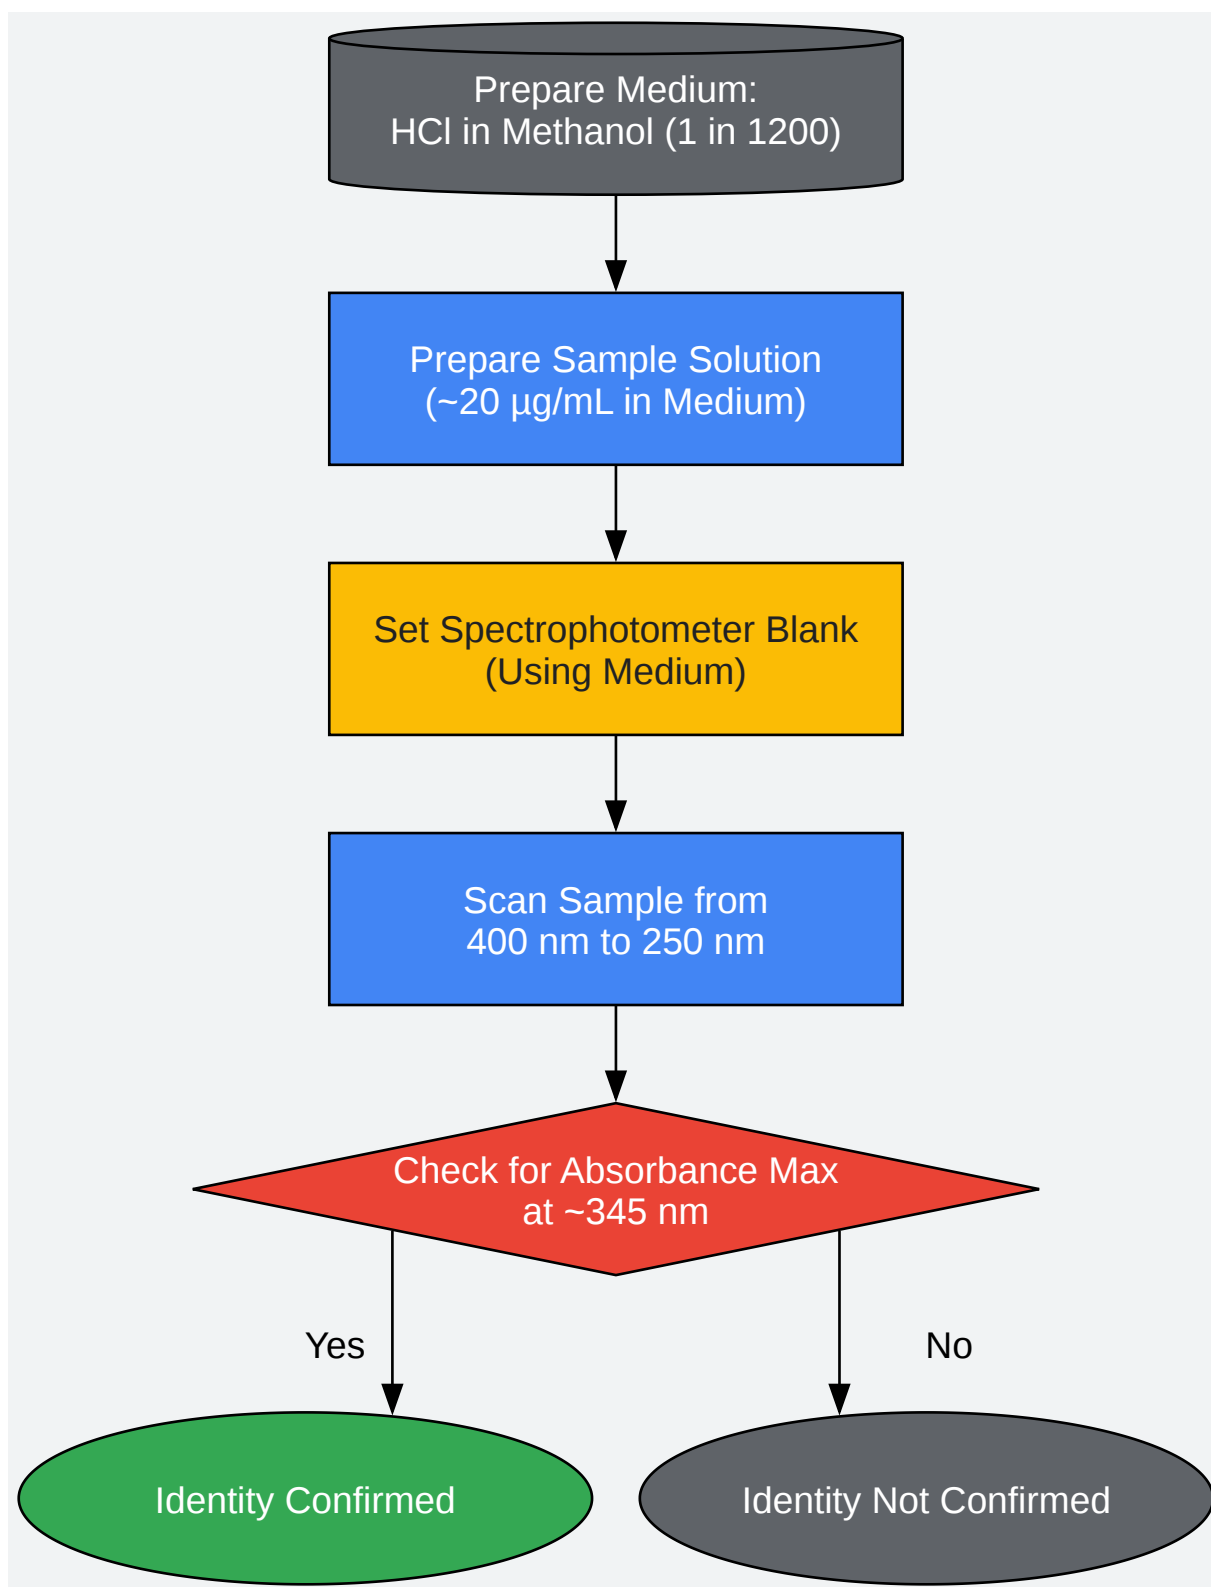 Prepare Medium:
HCl in Methanol (1 in 1200)
Prepare Sample Solution
(~20 µg/mL in Medium)
Set Spectrophotometer Blank
(Using Medium)
Scan Sample from
400 nm to 250 nm
Check for Absorbance Max
at ~345 nm
Yes
No
Identity Confirmed
Identity Not Confirmed